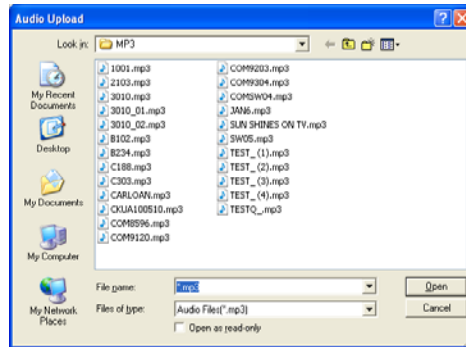 Audio Upload
Look in: MP3
My Recent Documents
Desktop
My Documents
My Computer
My Network Places
1001.mp3
2103.mp3
3010.mp3
3010_01.mp3
3010_02.mp3
B102.mp3
B234.mp3
C188.mp3
C303.mp3
CARLOAN.mp3
CKUA100510.mp3
COM8596.mp3
COM9120.mp3
COM9203.mp3
COM9304.mp3
COMSW04.mp3
JAN6.mp3
SUN SHINES ON TV.mp3
SW05.mp3
TEST_(1).mp3
TEST_(2).mp3
TEST_(3).mp3
TEST_(4).mp3
TESTQ_.mp3
File name: *.mp3
Open
Files of type: Audio Files(*.mp3)
Cancel
Open as read-only